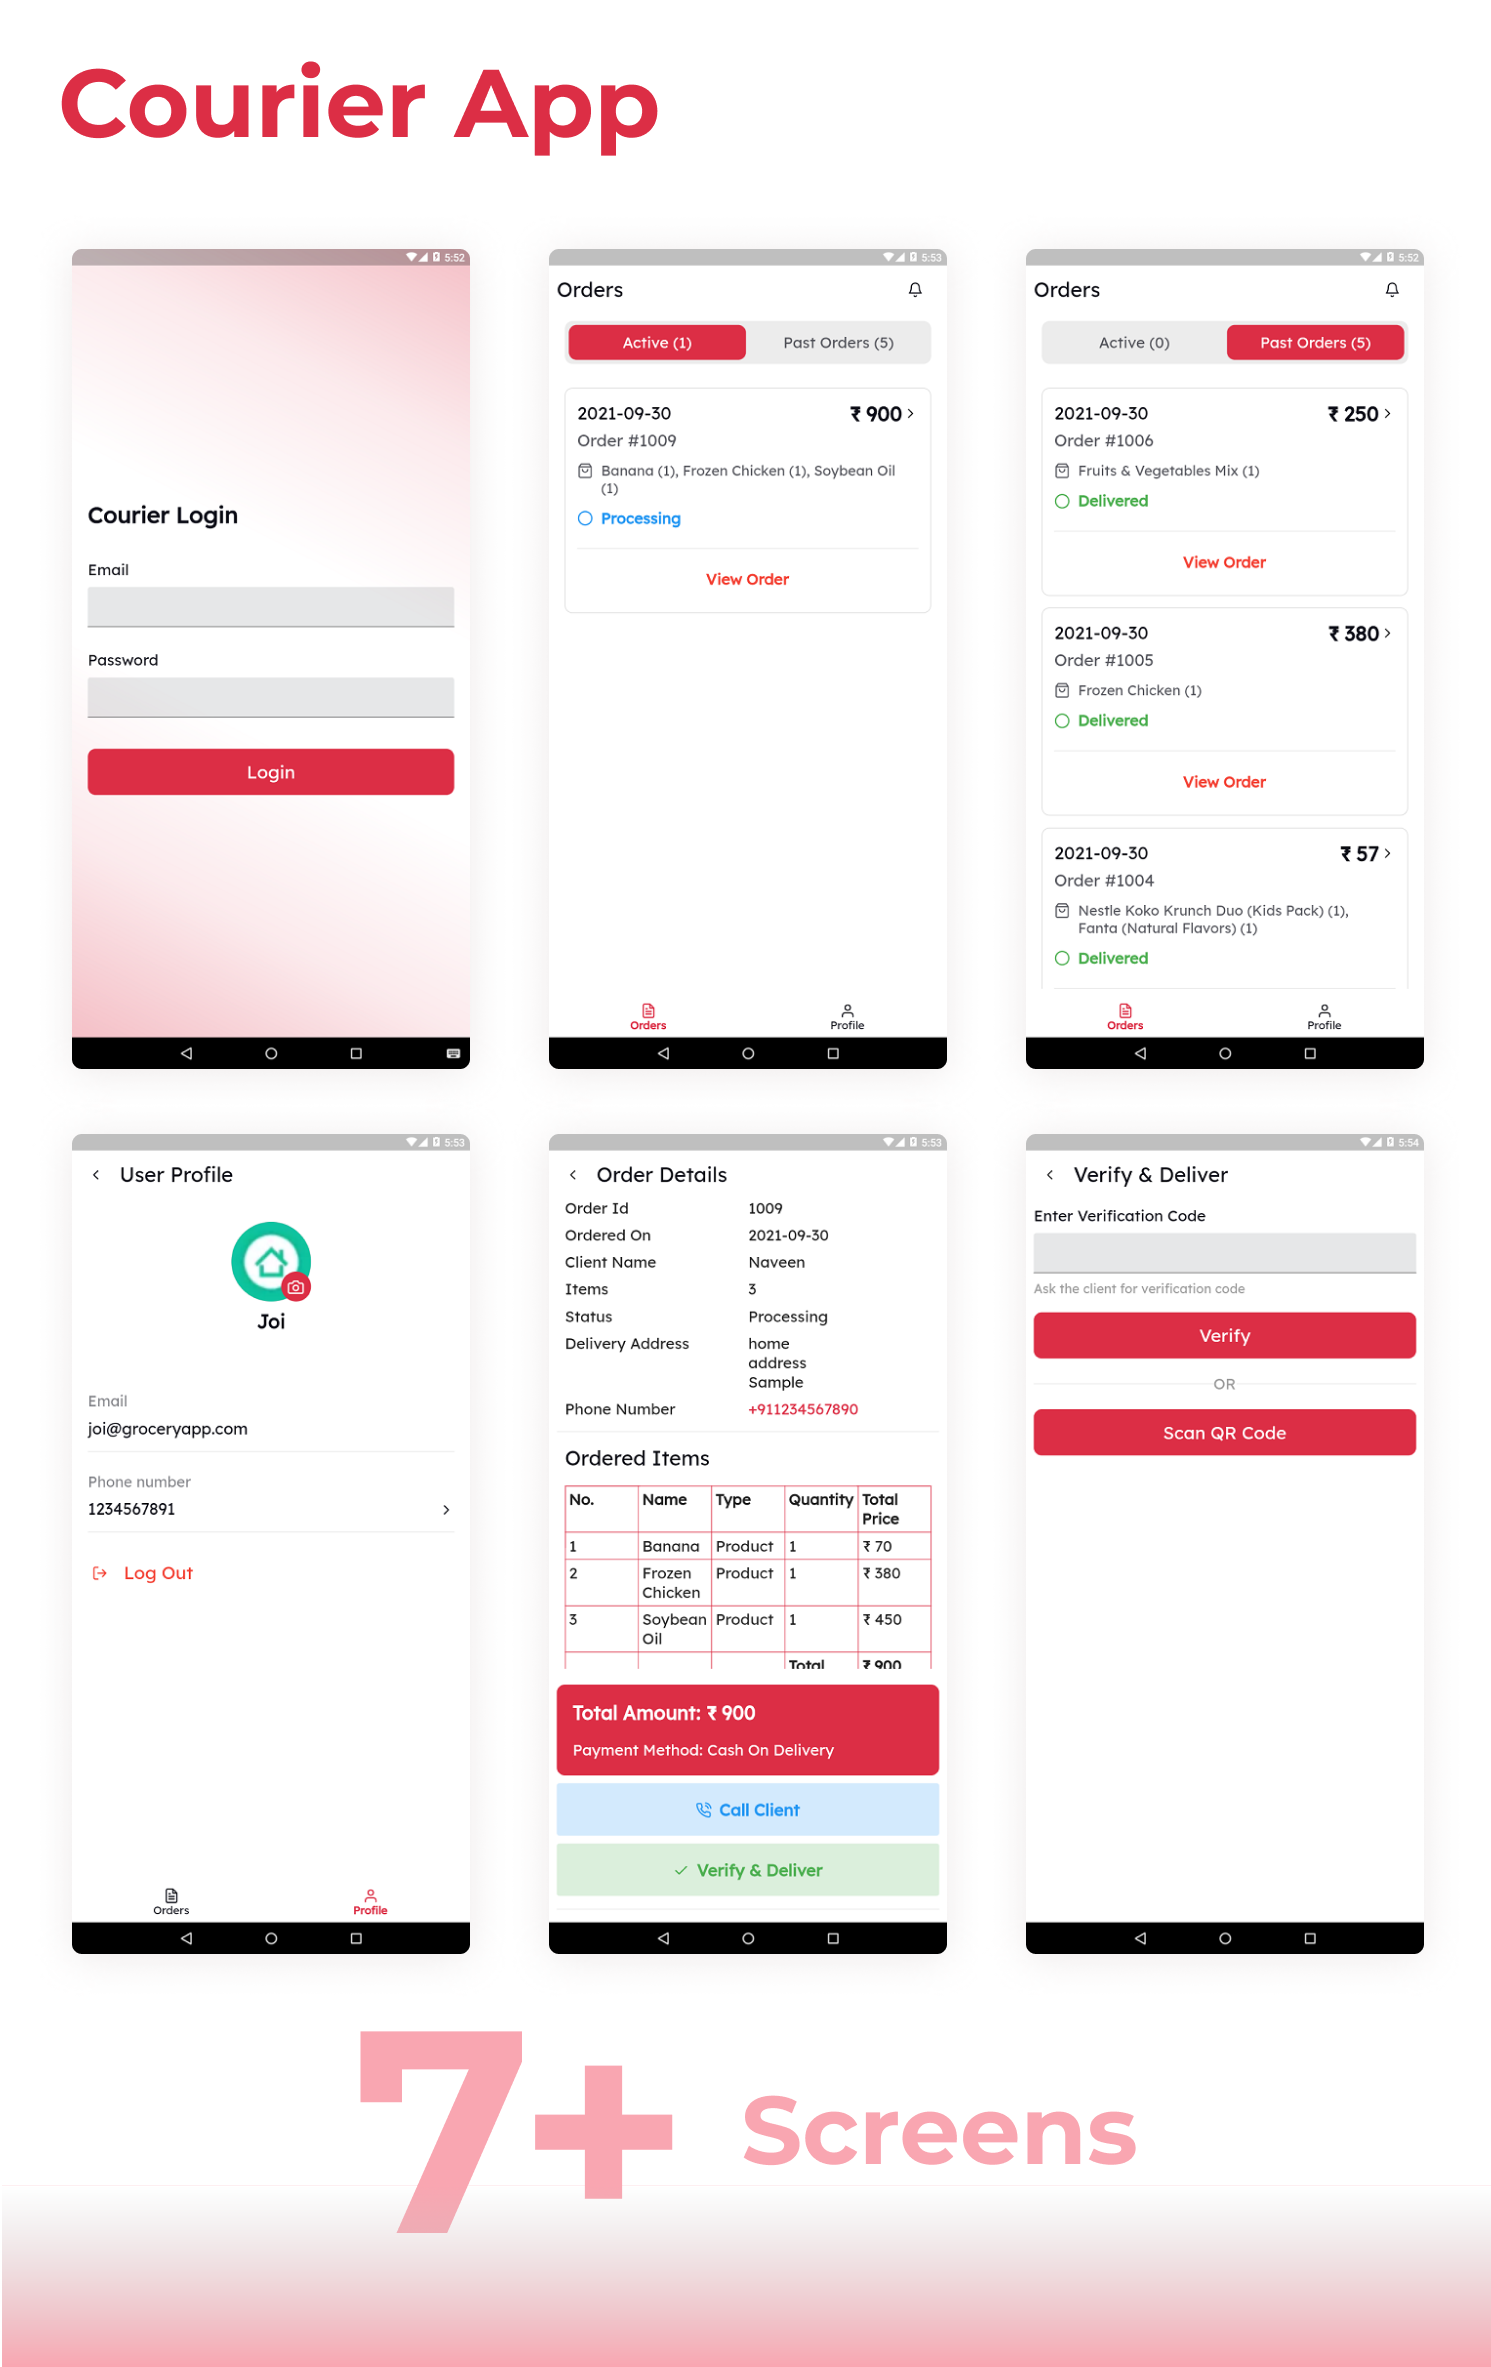 Courier App
5:52
Courier Login
Email
Password
Login
5:53
Orders
Active (1)
Past Orders (5)
2021-09-30
₹ 900
Order #1009
Banana (1), Frozen Chicken (1), Soybean Oil
(1)
Processing
View Order
Orders
Profile
5:52
Orders
Active (0)
Past Orders (5)
2021-09-30
₹ 250
Order #1006
Fruits & Vegetables Mix (1)
Delivered
View Order
2021-09-30
₹ 380
Order #1005
Frozen Chicken (1)
Delivered
View Order
2021-09-30
₹ 57
Order #1004
Nestle Koko Krunch Duo (Kids Pack) (1),
Fanta (Natural Flavors) (1)
Delivered
Orders
Profile
5:53
User Profile
Joi
Email
joi@groceryapp.com
Phone number
1234567891
Log Out
Orders
Profile
5:53
Order Details
Order Id 1009
Ordered On 2021-09-30
Client Name Naveen
Items 3
Status Processing
Delivery Address home
address
Sample
Phone Number +911234567890
Ordered Items
No. Name Type Quantity Total
Price
1 Banana Product 1 ₹ 70
2 Frozen Product 1 ₹ 380
Chicken
3 Soybean Product 1 ₹ 450
Oil
Total ₹ 900
Total Amount: ₹ 900
Payment Method: Cash On Delivery
Call Client
Verify & Deliver
5:54
Verify & Deliver
Enter Verification Code
Ask the client for verification code
Verify
OR
Scan QR Code
7+ Screens